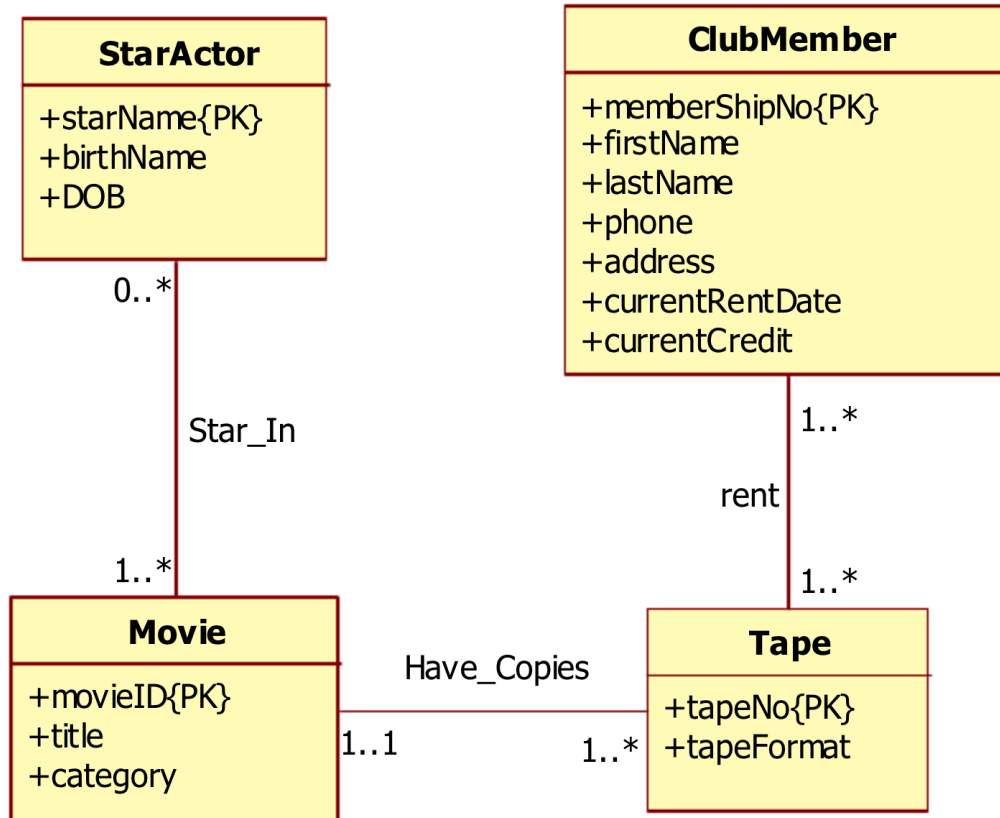 StarActor
+starName{PK}
+birthName
+DOB
ClubMember
+memberShipNo{PK}
+firstName
+lastName
+phone
+address
+currentRentDate
+currentCredit
0..*
Star_In
1..*
1..*
rent
1..*
Movie
+movieID{PK}
+title
+category
Have_Copies
1..1
1..*
Tape
+tapeNo{PK}
+tapeFormat